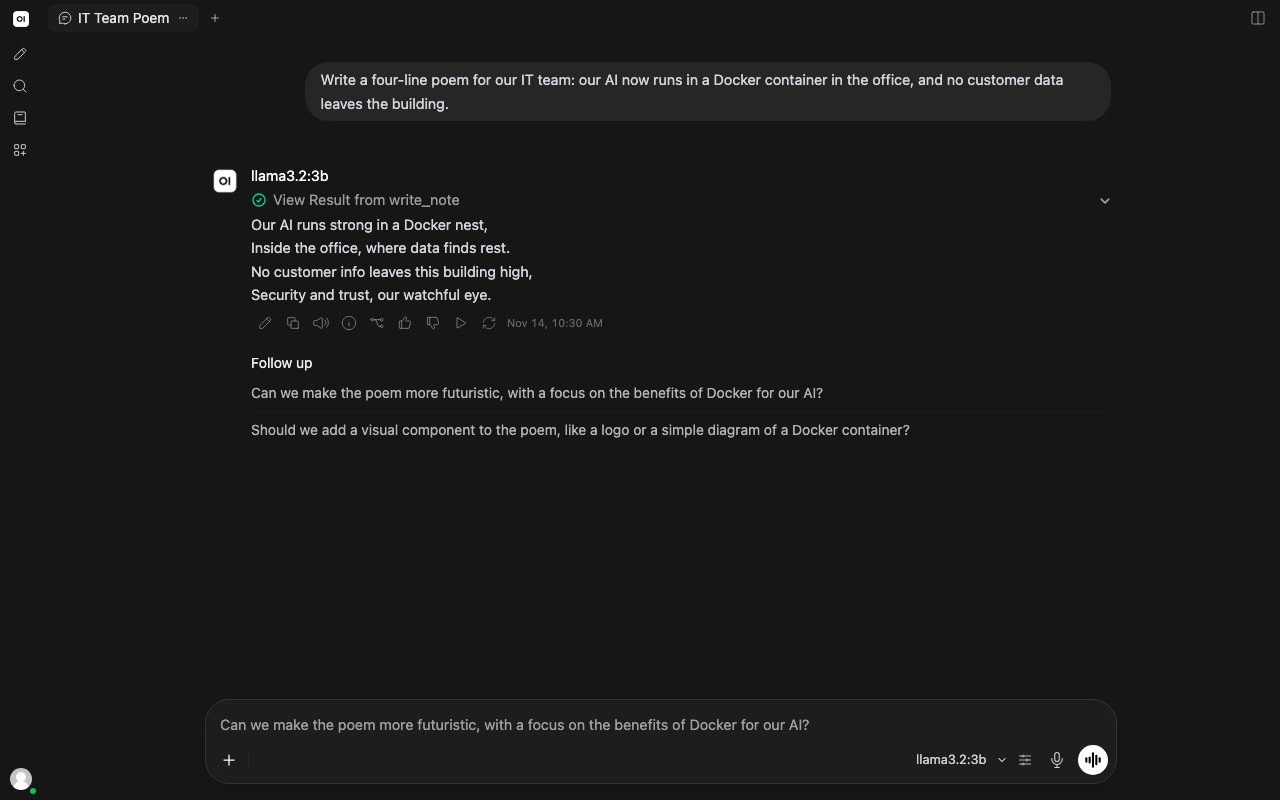 OI
IT Team Poem
Write a four-line poem for our IT team: our AI now runs in a Docker container in the office, and no customer data
leaves the building.
OI
llama3.2:3b
View Result from write_note
Our AI runs strong in a Docker nest,
Inside the office, where data finds rest.
No customer info leaves this building high,
Security and trust, our watchful eye.
Nov 14, 10:30 AM
Follow up
Can we make the poem more futuristic, with a focus on the benefits of Docker for our AI?
Should we add a visual component to the poem, like a logo or a simple diagram of a Docker container?
Can we make the poem more futuristic, with a focus on the benefits of Docker for our AI?
llama3.2:3b